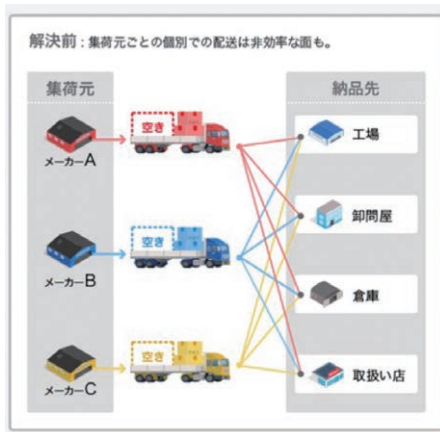 解決前：集荷元ごとの個別での配送は非効率な面も。
集荷元
納品先
メーカーA
空き
工場
卸問屋
メーカーB
空き
倉庫
メーカーC
空き
取扱い店